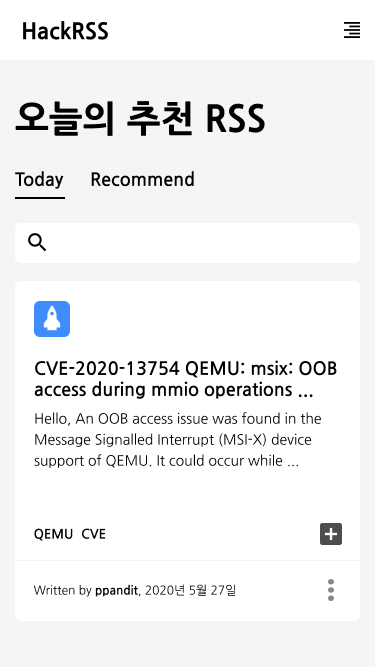 HackRSS
오늘의 추천 RSS
Today Recommend
CVE-2020-13754 QEMU: msix: OOB
access during mmio operations ...
Hello, An OOB access issue was found in the
Message Signalled Interrupt (MSI-X) device
support of QEMU. It could occur while ...
QEMU CVE
Written by ppandit, 2020년 5월 27일